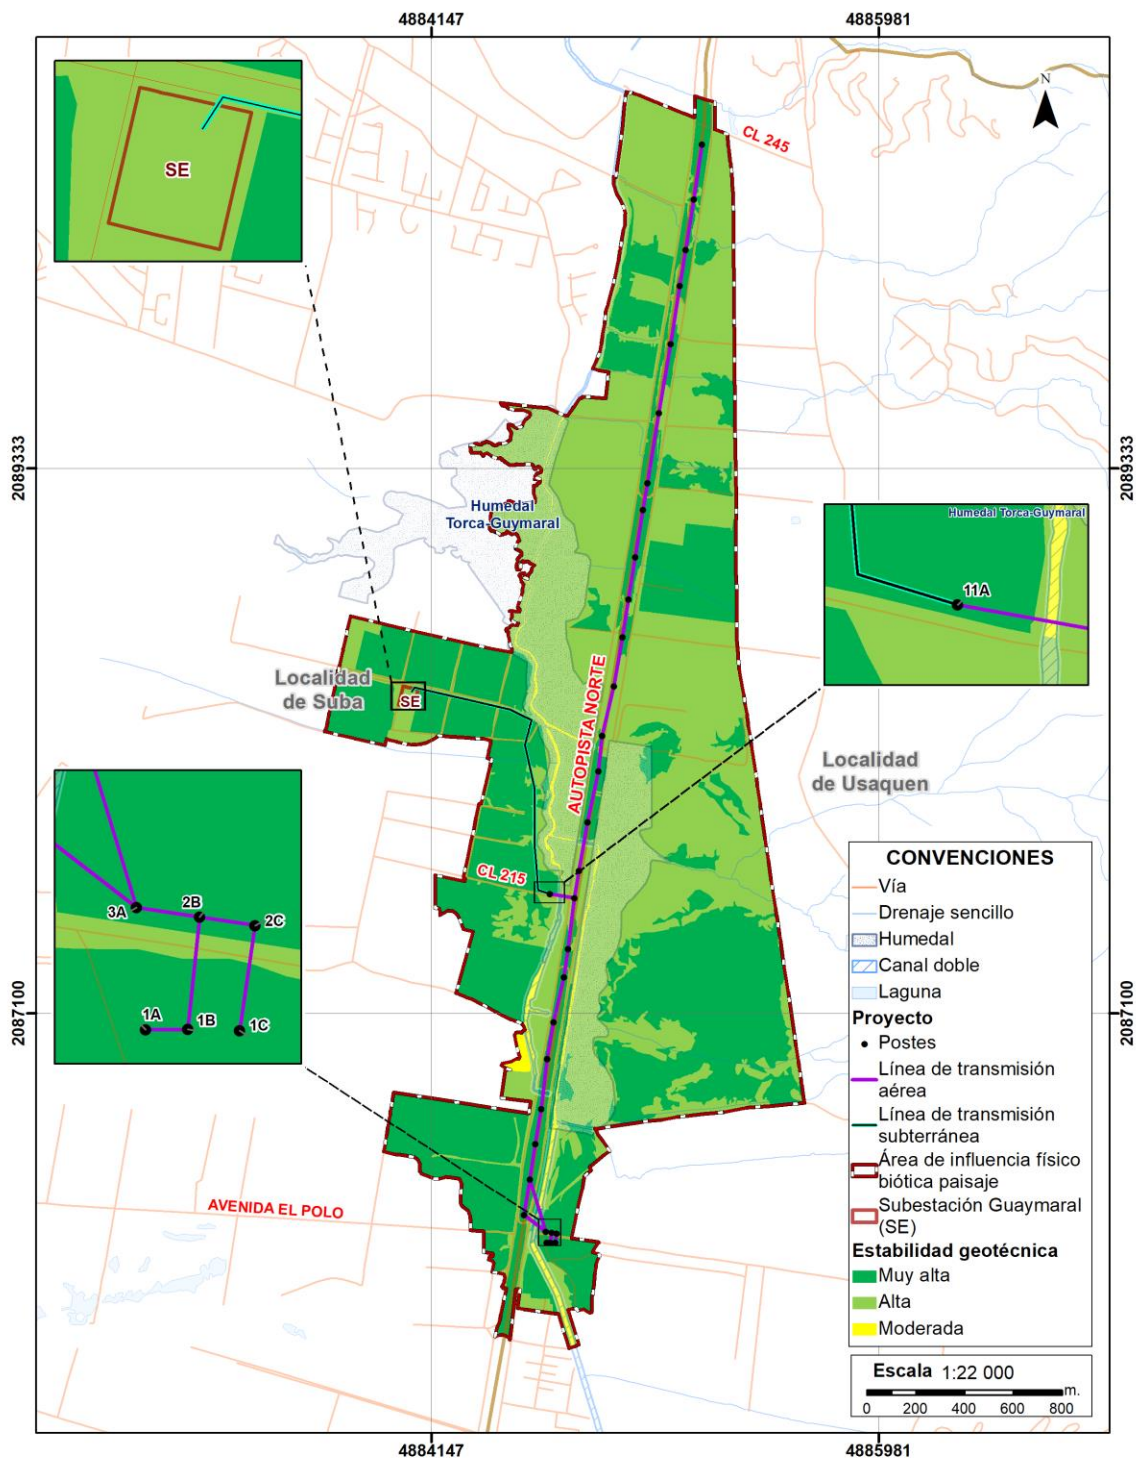 4884147
4885981
N
CL 245
SE
2089333
2089333
Humedal
Torca-Guymaral
Humedal Torca-Guymaral
11A
Localidad
de Suba
SE
AUTOPISTA NORTE
Localidad
de Usaquen
CL 215
3A
2B
2C
1A
1B
1C
2087100
2087100
AVENIDA EL POLO
CONVENCIONES
Vía
Drenaje sencillo
Humedal
Canal doble
Laguna
Proyecto
Postes
Línea de transmisión
aérea
Línea de transmisión
subterránea
Área de influencia físico
biótica paisaje
Subestación Guaymaral
(SE)
Estabilidad geotécnica
Muy alta
Alta
Moderada
Escala 1:22 000
m.
0 200 400 600 800
4884147
4885981